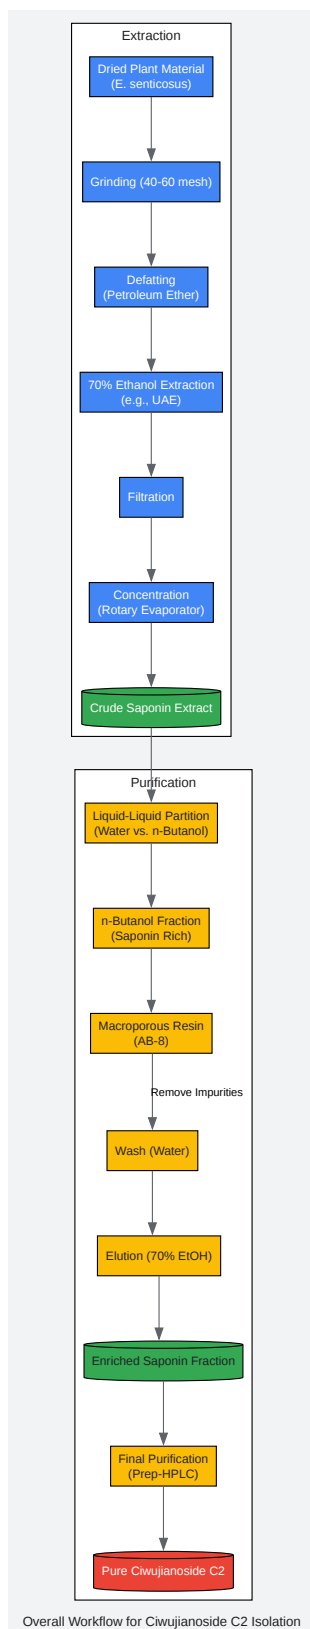 Extraction
Dried Plant Material
(E. senticosus)
Grinding (40-60 mesh)
Defatting
(Petroleum Ether)
70% Ethanol Extraction
(e.g., UAE)
Filtration
Concentration
(Rotary Evaporator)
Crude Saponin Extract
Purification
Liquid-Liquid Partition
(Water vs. n-Butanol)
n-Butanol Fraction
(Saponin Rich)
Macroporous Resin
(AB-8)
Remove Impurities
Wash (Water)
Elution (70% EtOH)
Enriched Saponin Fraction
Final Purification
(Prep-HPLC)
Pure Ciwujianoside C2
Overall Workflow for Ciwujianoside C2 Isolation